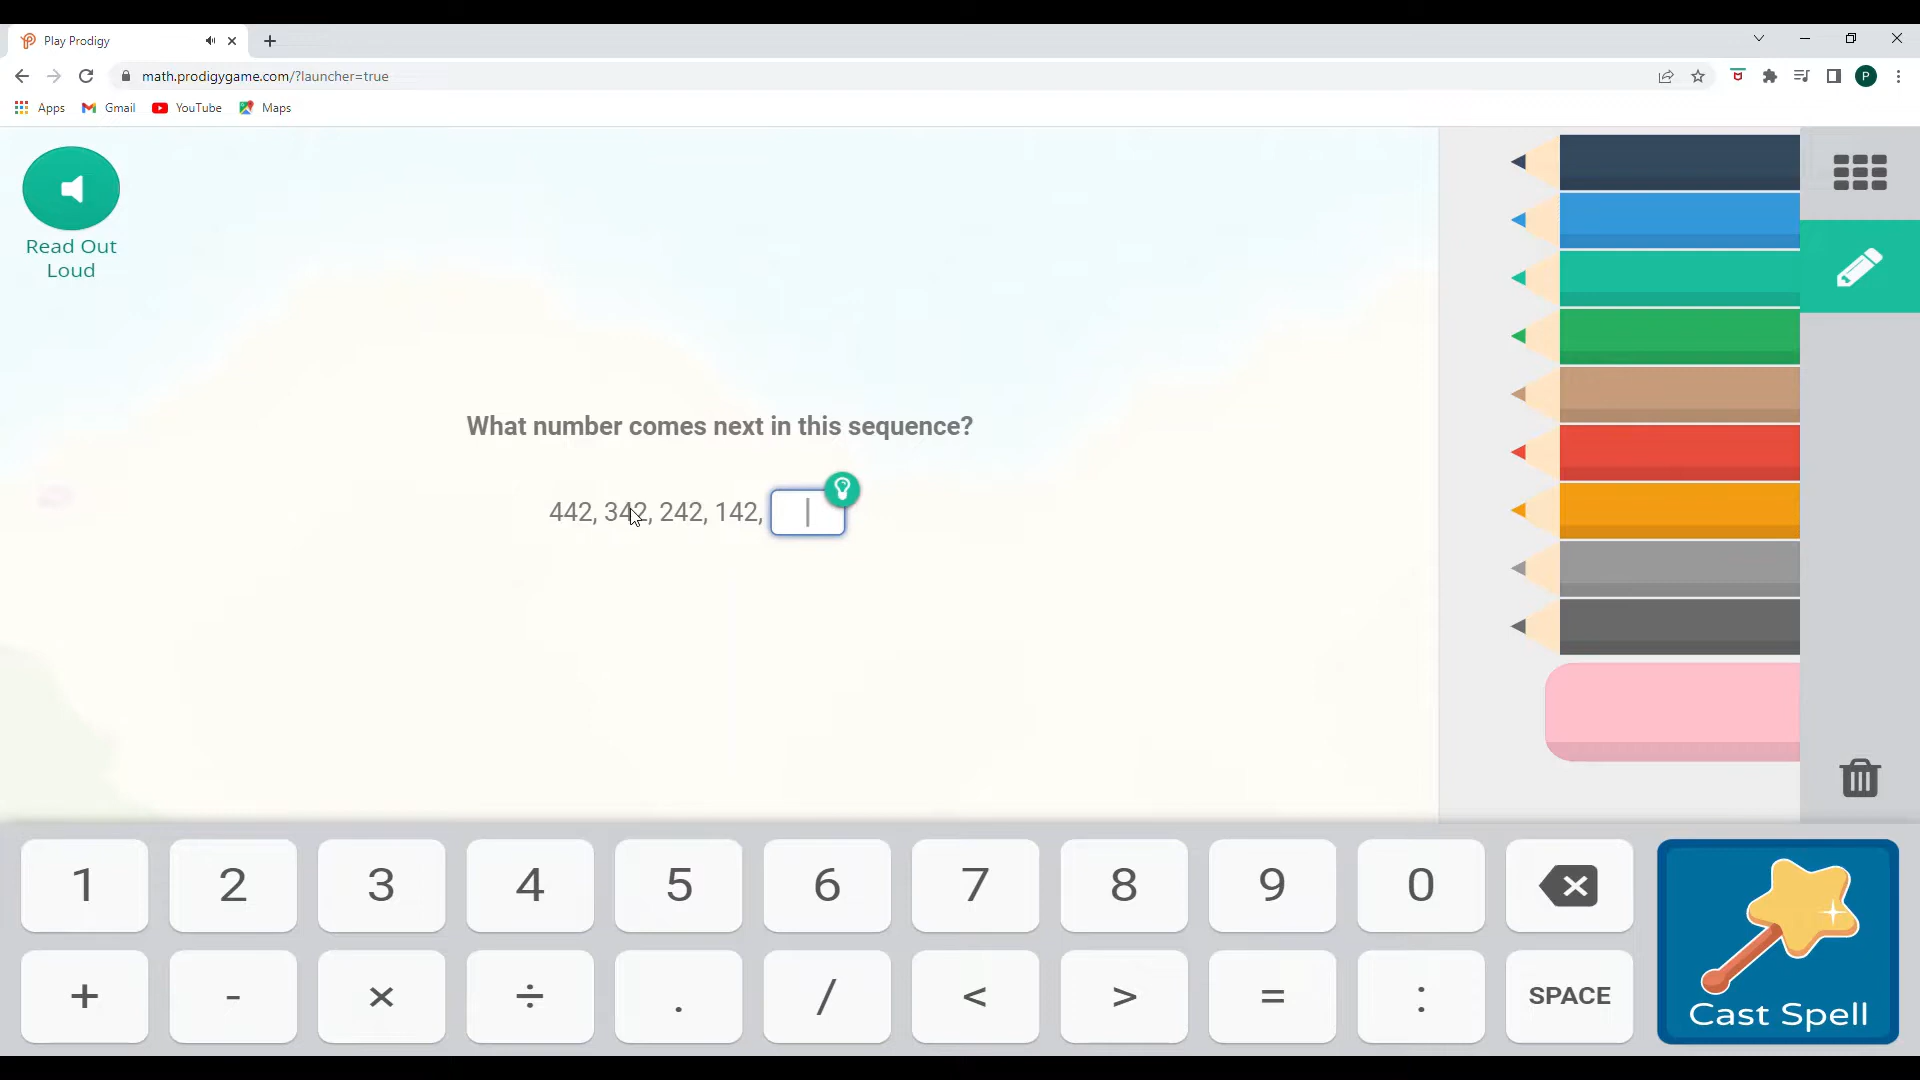 Play Prodigy
math.prodigygame.com/?launcher=true
P
Apps Gmail YouTube Maps
Read Out
Loud
What number comes next in this sequence?
442, 342, 242, 142,
1 2 3 4 5 6 7 8 9 0
+ - × ÷ . / < > = : SPACE
Cast Spell